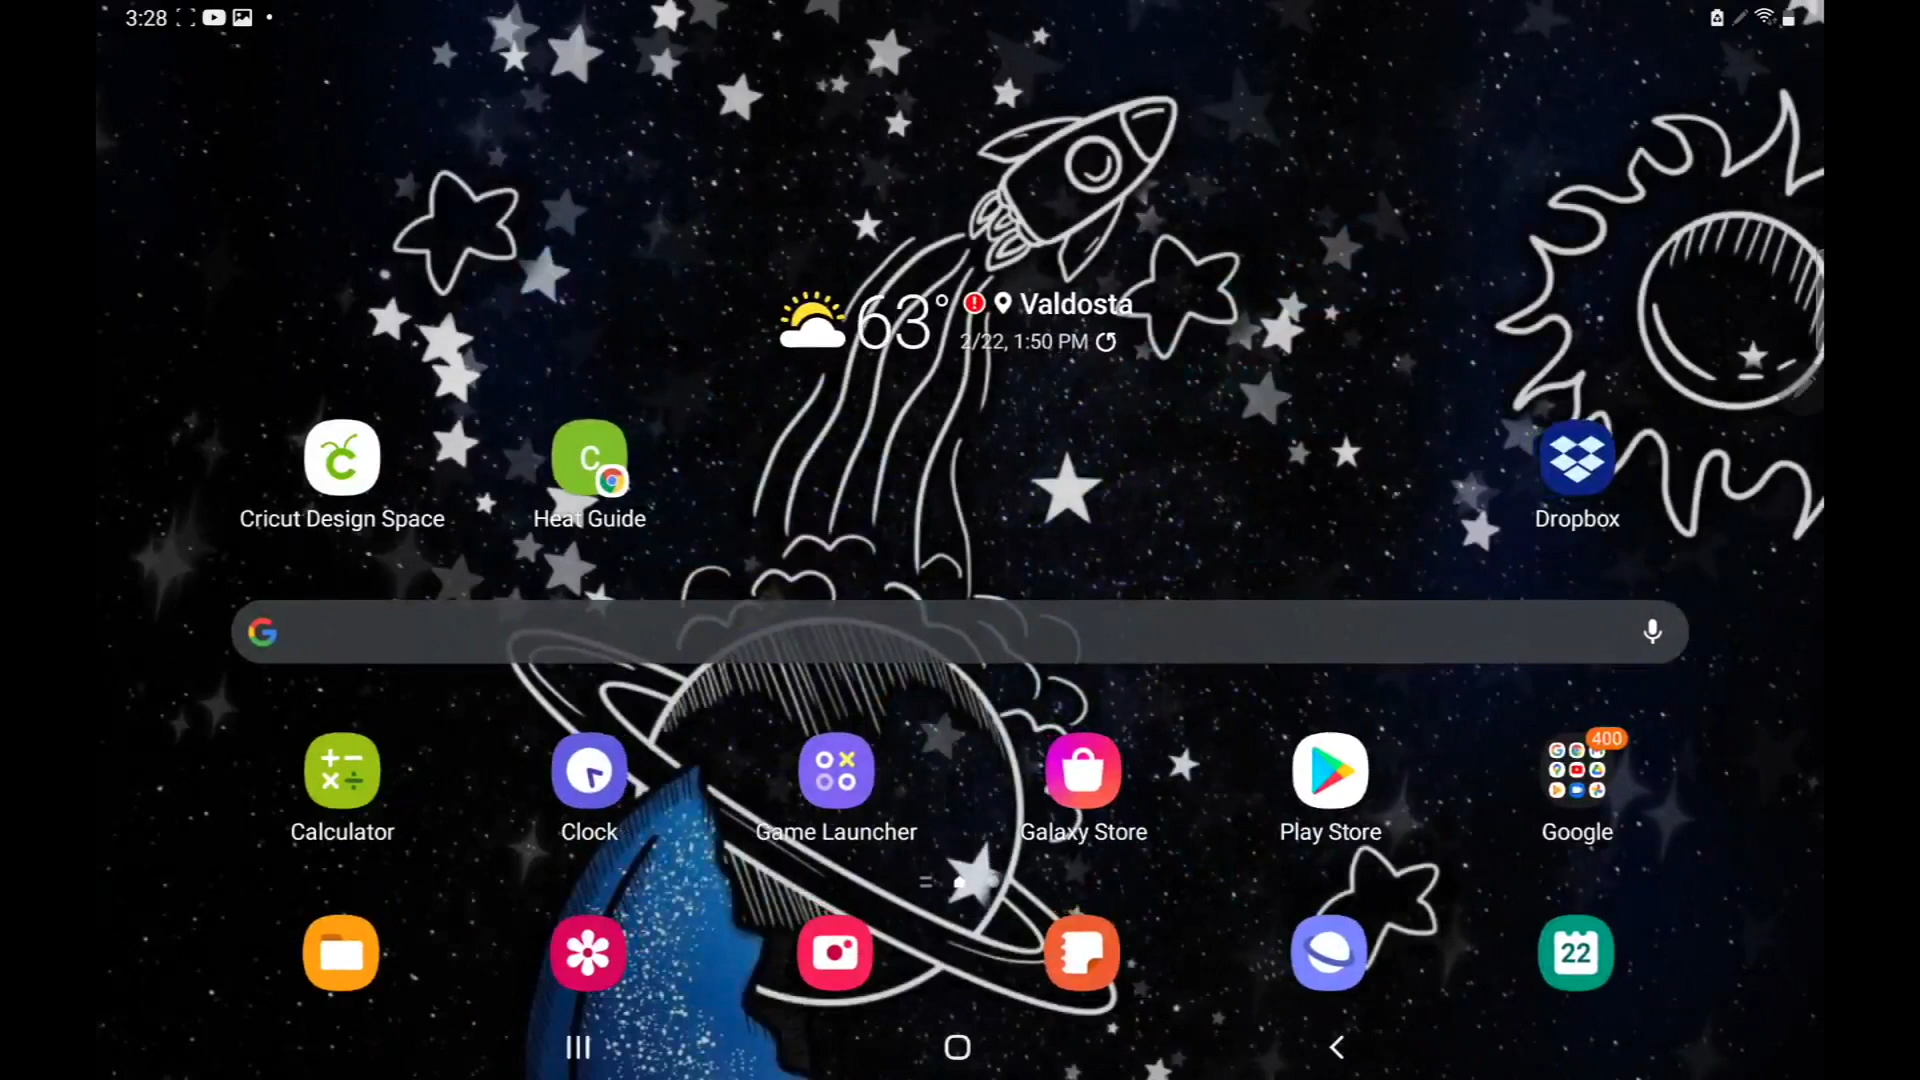 3:28
63°
Valdosta
2/22, 1:50 PM
C
Cricut Design Space
Heat Guide
Dropbox
400
Calculator
Clock
Game Launcher
Galaxy Store
Play Store
Google
22